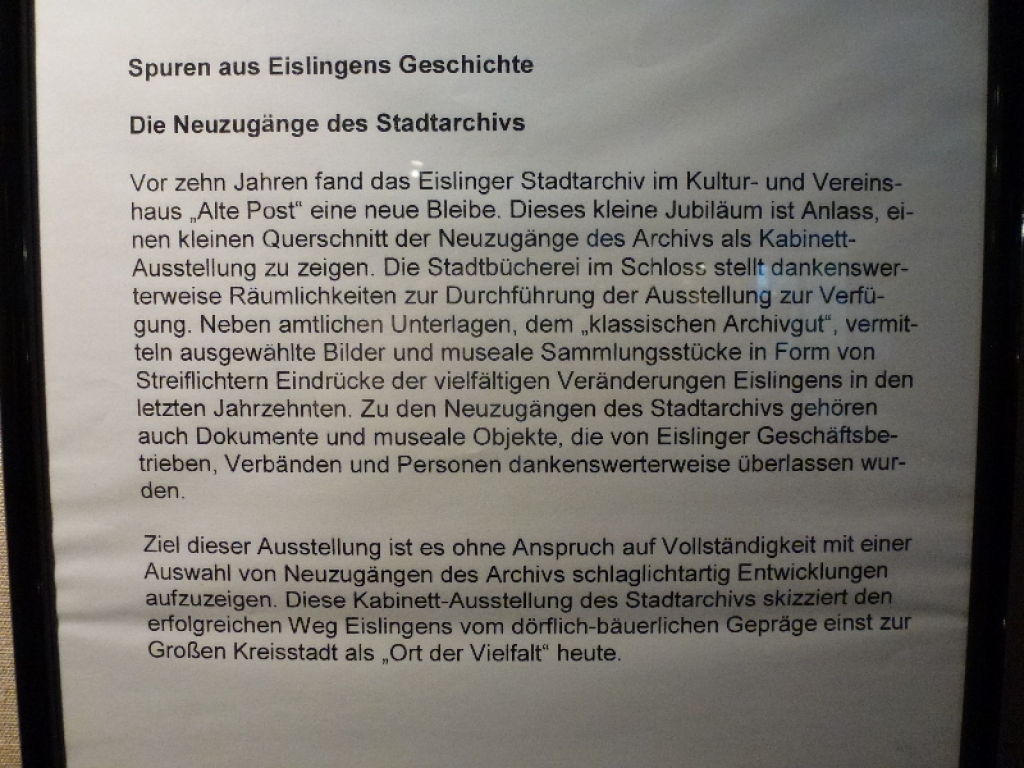 Spuren aus Eislingens Geschichte
Die Neuzugänge des Stadtarchivs
Vor zehn Jahren fand das Eislinger Stadtarchiv im Kultur- und Vereins-
haus „Alte Post“ eine neue Bleibe. Dieses kleine Jubiläum ist Anlass, ei-
nen kleinen Querschnitt der Neuzugänge des Archivs als Kabinett-
Ausstellung zu zeigen. Die Stadtbücherei im Schloss stellt dankenswer-
terweise Räumlichkeiten zur Durchführung der Ausstellung zur Verfü-
gung. Neben amtlichen Unterlagen, dem „klassischen Archivgut“, vermit-
teln ausgewählte Bilder und museale Sammlungsstücke in Form von
Streiflichtern Eindrücke der vielfältigen Veränderungen Eislingens in den
letzten Jahrzehnten. Zu den Neuzugängen des Stadtarchivs gehören
auch Dokumente und museale Objekte, die von Eislinger Geschäftsbe-
trieben, Verbänden und Personen dankenswerterweise überlassen wur-
den.
Ziel dieser Ausstellung ist es ohne Anspruch auf Vollständigkeit mit einer
Auswahl von Neuzugängen des Archivs schlaglichtartig Entwicklungen
aufzuzeigen. Diese Kabinett-Ausstellung des Stadtarchivs skizziert den
erfolgreichen Weg Eislingens vom dörflich-bäuerlichen Gepräge einst zur
Großen Kreisstadt als „Ort der Vielfalt“ heute.